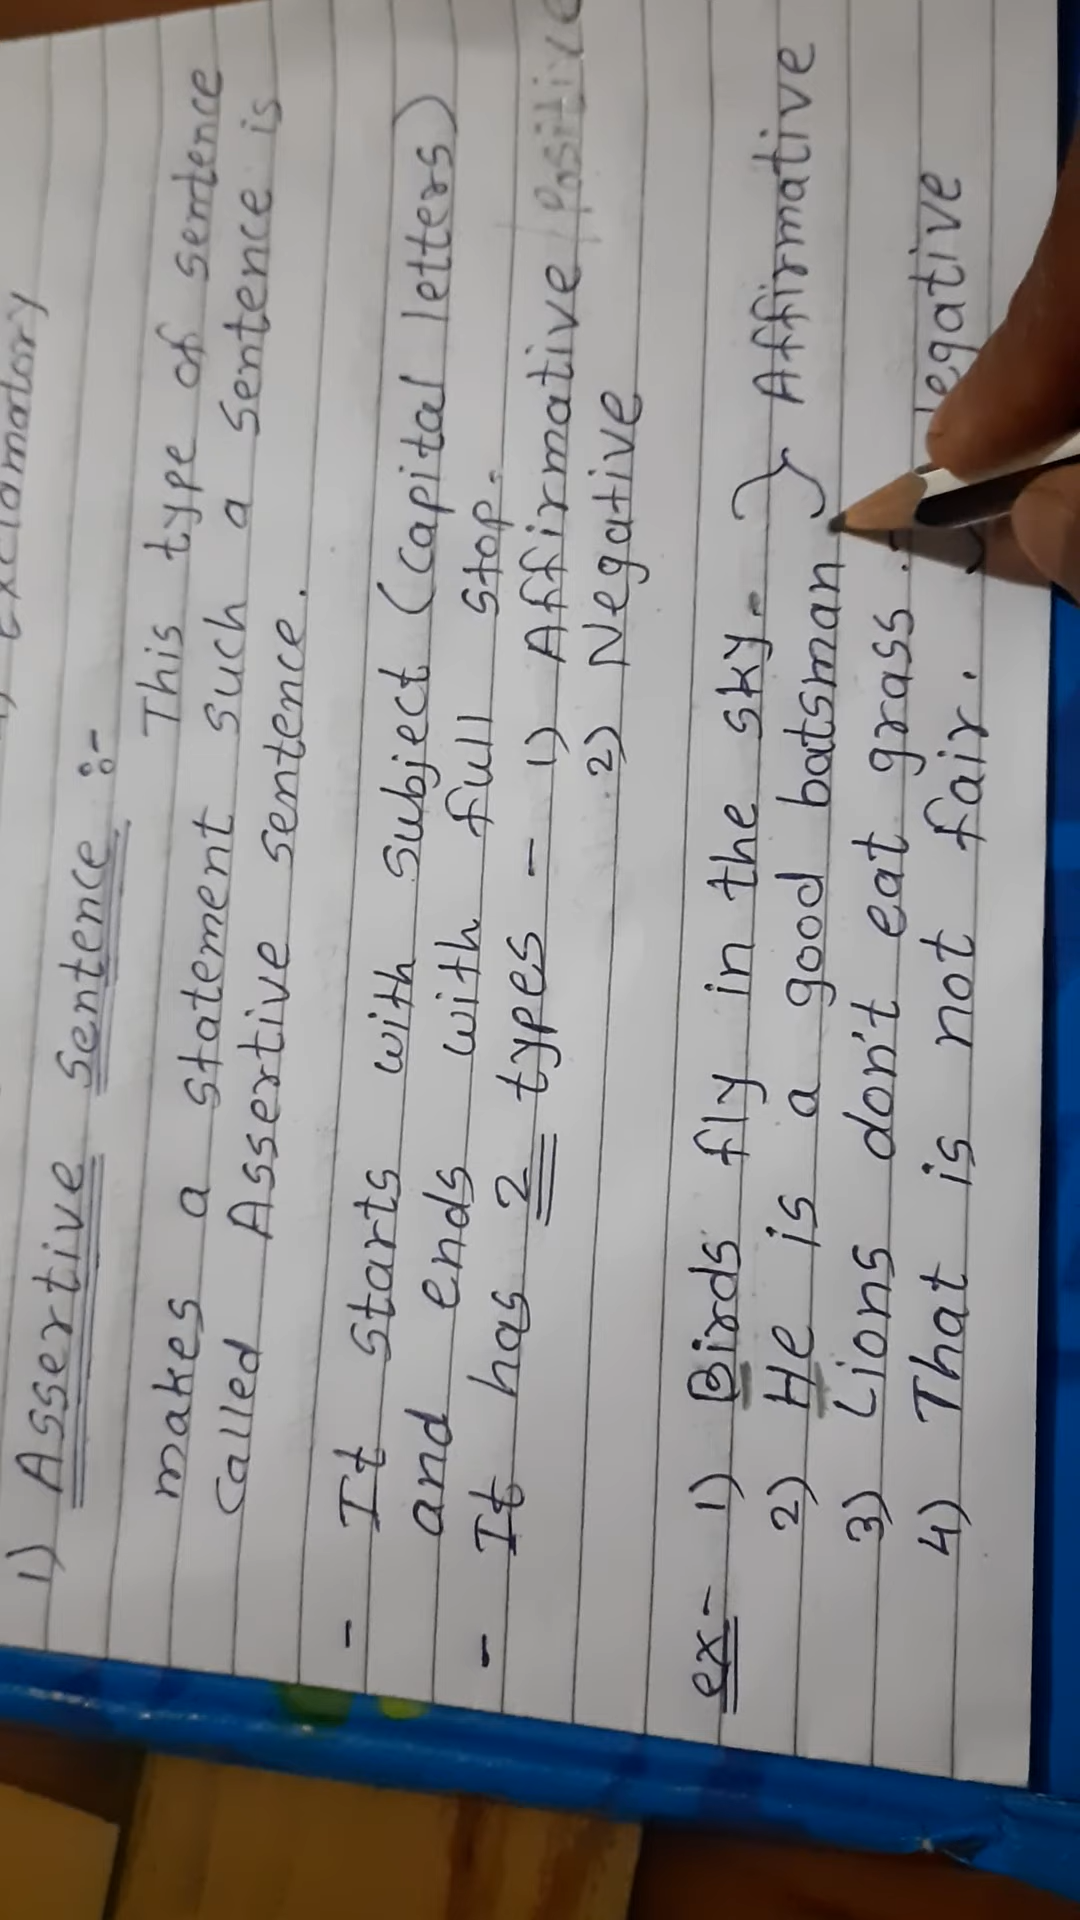 Exclamatory
1) Assertive Sentence :-
This type of sentence
makes a statement such a sentence is
called Assertive sentence.
- It starts with subject (capital letters)
and ends with full stop.
- It has 2 types - 1) Affirmative / Positive
2) Negative
ex- 1) Birds fly in the sky. } Affirmative
2) He is a good batsman
3) Lions don't eat grass.
4) That is not fair. } egative